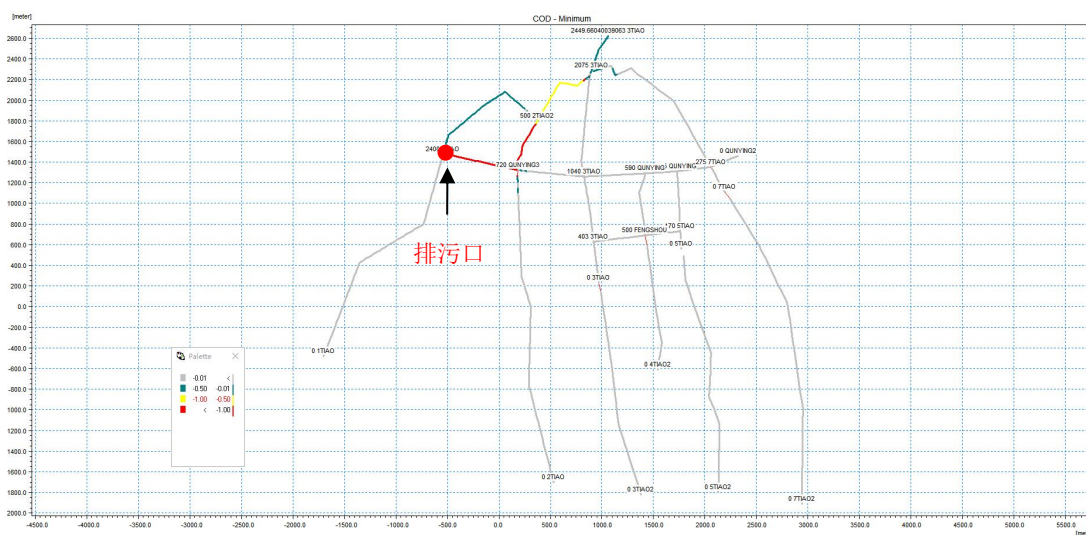 [meter]
COD - Minimum
2600.0
2400.0
2200.0
2000.0
1800.0
1600.0
1400.0
1200.0
1000.0
800.0
600.0
400.0
200.0
0.0
-200.0
-400.0
-600.0
-800.0
1000.0
1200.0
1400.0
1600.0
1800.0
2000.0
2449.66040039063 3TIAO
2075 3TIAO
500 2TIAO2
720 QUNYING3
1040 3TIAO
590 QUNYING
QUNYING
275 7TIAO
0 QUNYING2
0 7TIAO
170 5TIAO
500 FENGSHOU
403 3TIAO
0 5TIAO
排污口
0 3TIAO
0 1TIAO
0 4TIAO2
0 2TIAO
0 3TIAO2
0 5TIAO2
0 7TIAO2
Palette
-0.01 <
-0.50 -0.01
-1.00 -0.50
< -1.00
-4500.0 -4000.0 -3500.0 -3000.0 -2500.0 -2000.0 -1500.0 -1000.0 -500.0 0.0 500.0 1000.0 1500.0 2000.0 2500.0 3000.0 3500.0 4000.0 4500.0 5000.0 5500.0